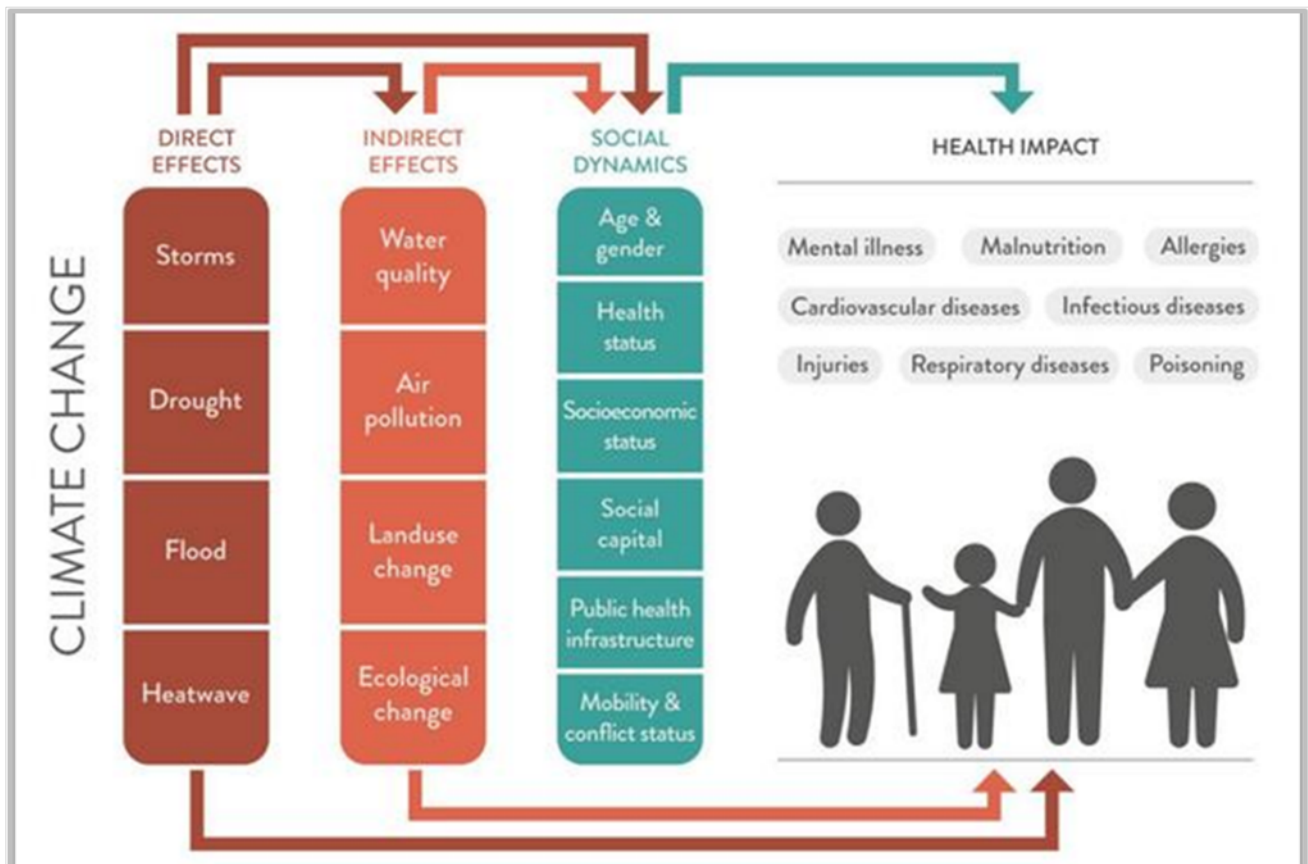 CLIMATE CHANGE
DIRECT
EFFECTS
Storms
Drought
Flood
Heatwave
INDIRECT
EFFECTS
Water
quality
Air
pollution
Landuse
change
Ecological
change
SOCIAL
DYNAMICS
Age &
gender
Health
status
Socioeconomic
status
Social
capital
Public health
infrastructure
Mobility &
conflict status
HEALTH IMPACT
Mental illness Malnutrition Allergies
Cardiovascular diseases Infectious diseases
Injuries Respiratory diseases Poisoning